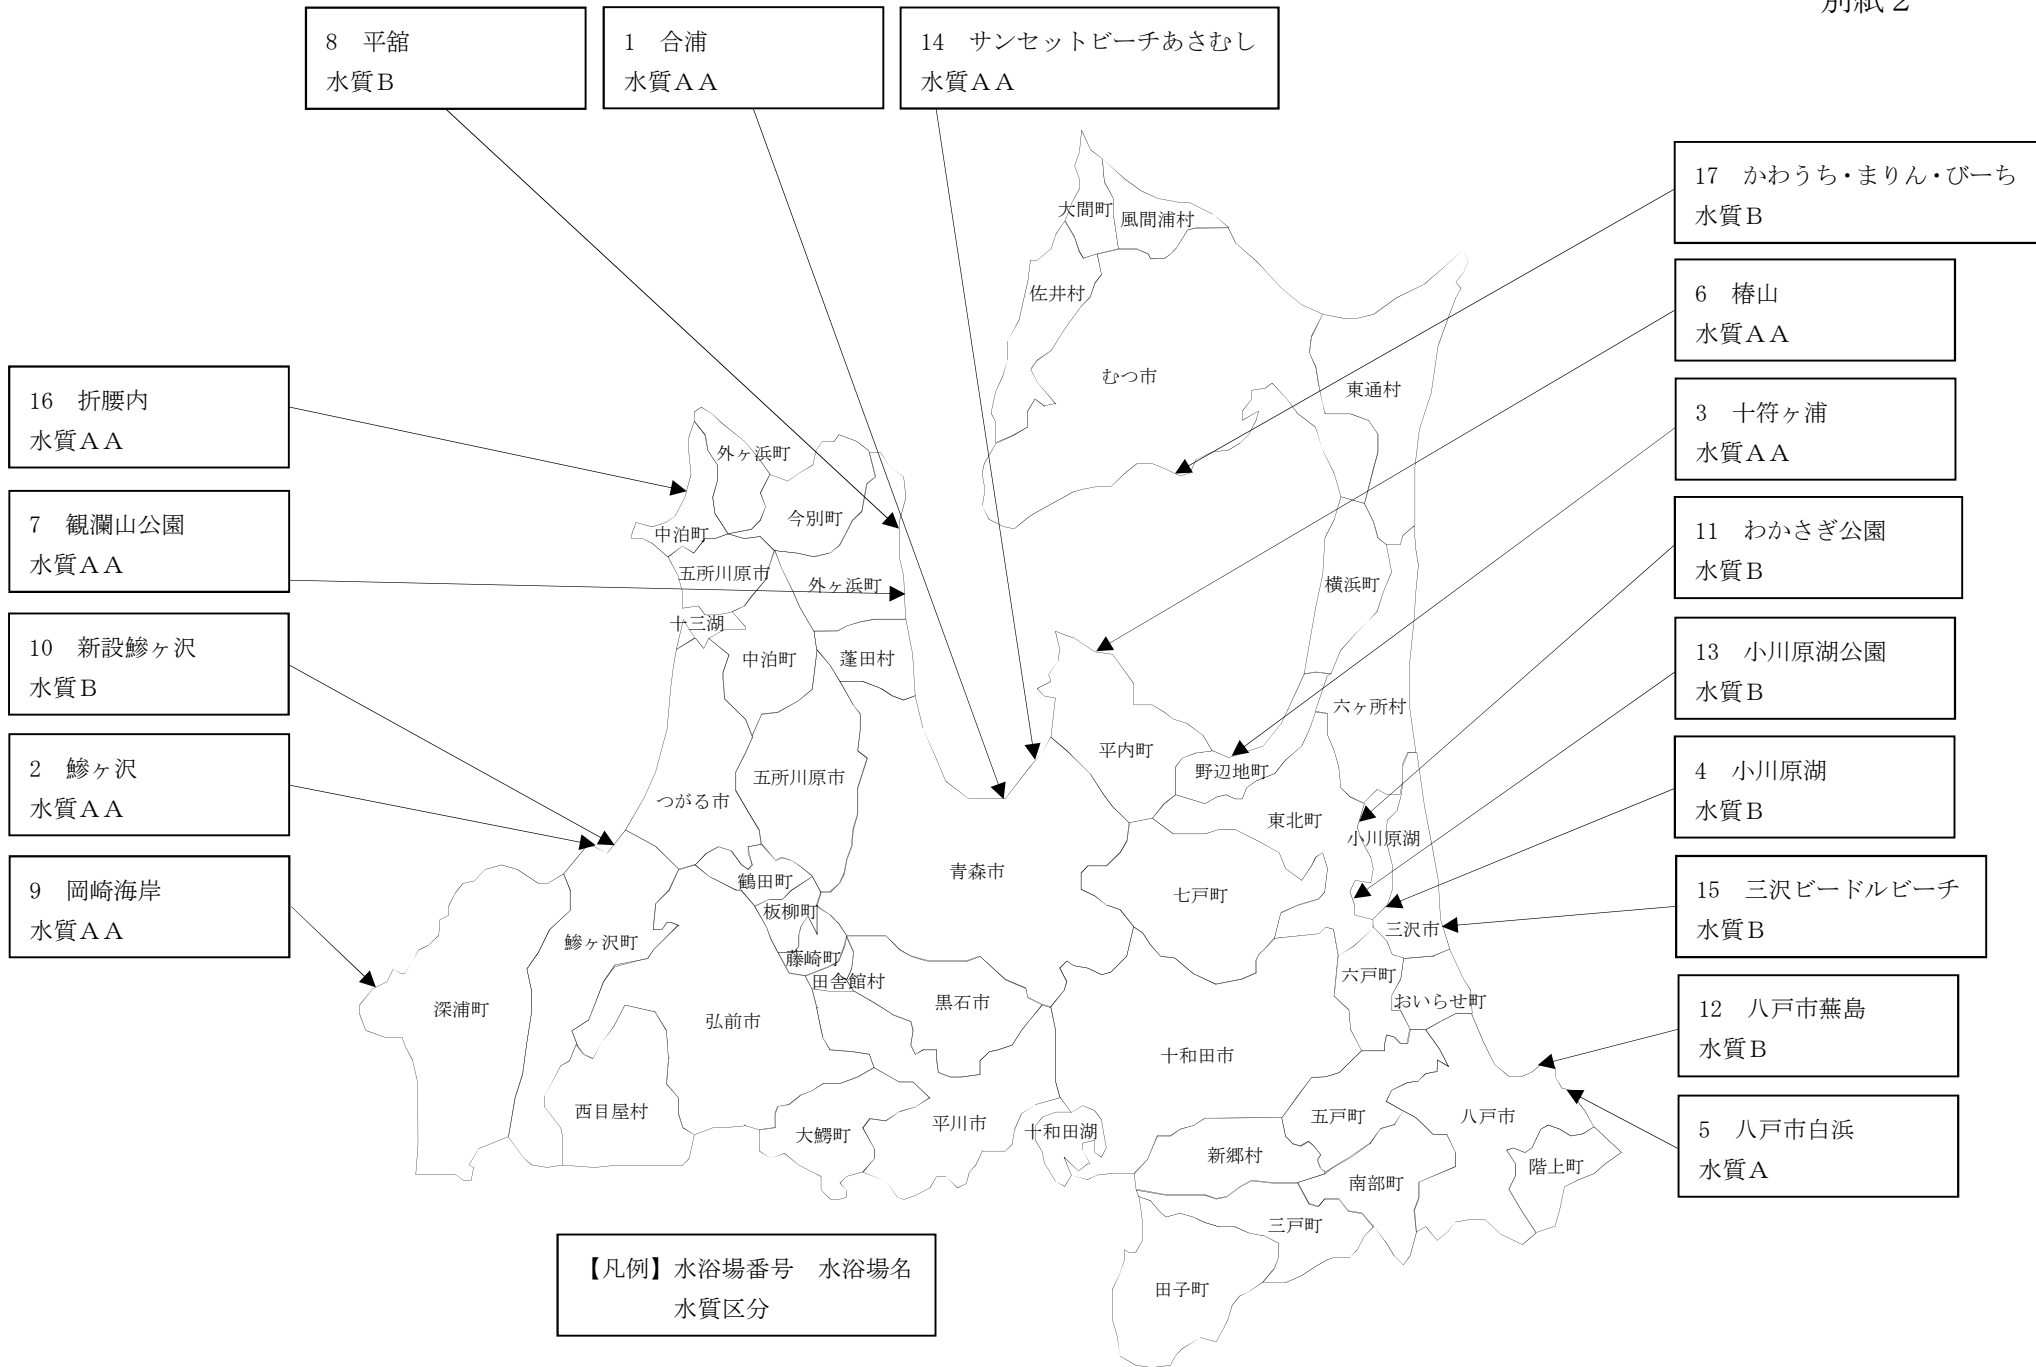 別紙２
8　平舘
水質Ｂ
1　合浦
水質ＡＡ
14　サンセットビーチあさむし
水質ＡＡ
17　かわうち・まりん・びーち
水質Ｂ
6　椿山
水質ＡＡ
3　十符ヶ浦
水質ＡＡ
11　わかさぎ公園
水質Ｂ
13　小川原湖公園
水質Ｂ
4　小川原湖
水質Ｂ
15　三沢ビードルビーチ
水質Ｂ
12　八戸市蕪島
水質Ｂ
5　八戸市白浜
水質Ａ
16　折腰内
水質ＡＡ
7　観瀾山公園
水質ＡＡ
10　新設鰺ヶ沢
水質Ｂ
2　鰺ヶ沢
水質ＡＡ
9　岡崎海岸
水質ＡＡ
大間町
風間浦村
佐井村
むつ市
東通村
外ヶ浜町
今別町
中泊町
五所川原市
外ヶ浜町
横浜町
十三湖
中泊町
蓬田村
六ヶ所村
平内町
野辺地町
五所川原市
つがる市
東北町
小川原湖
青森市
鶴田町
七戸町
板柳町
三沢市
鰺ヶ沢町
藤崎町
田舎館村
六戸町
おいらせ町
黒石市
深浦町
弘前市
十和田市
西目屋村
大鰐町
平川市
十和田湖
五戸町
八戸市
新郷村
階上町
南部町
三戸町
田子町
【凡例】水浴場番号　水浴場名
水質区分